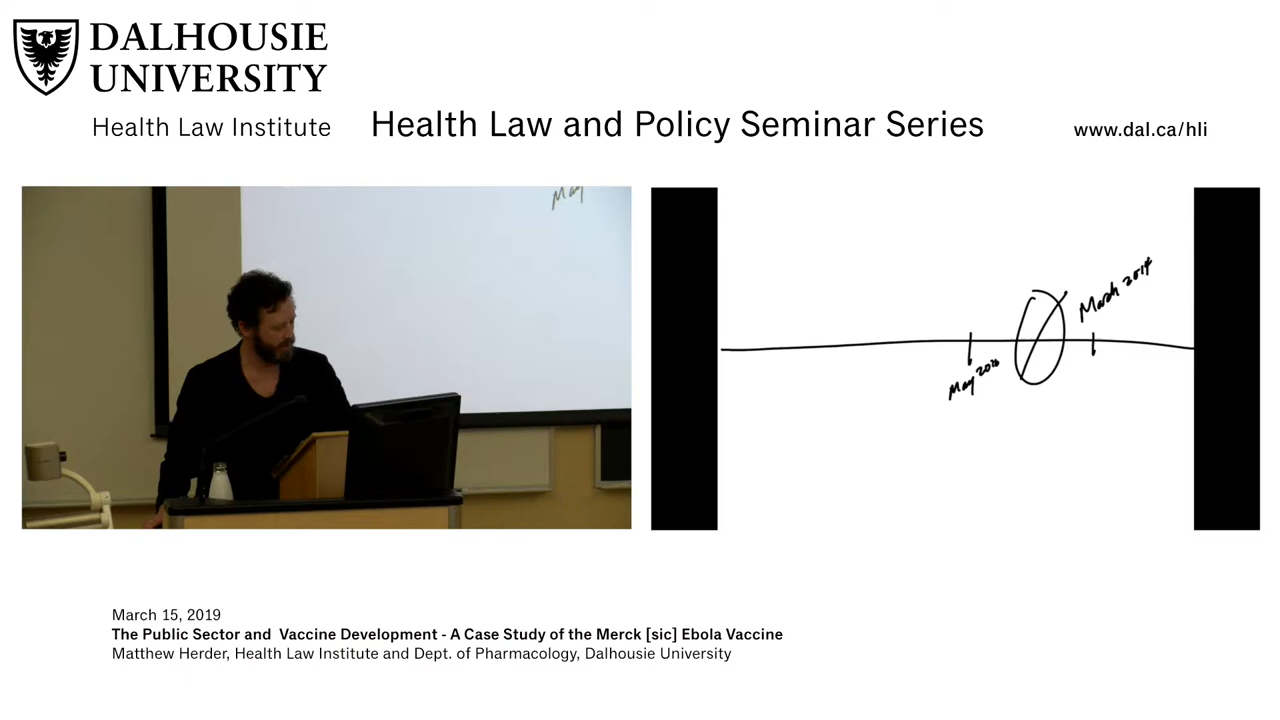 DALHOUSIE
UNIVERSITY
Health Law Institute
Health Law and Policy Seminar Series
www.dal.ca/hli
May
March 2014
May 20
March 15, 2019
The Public Sector and Vaccine Development - A Case Study of the Merck [sic] Ebola Vaccine
Matthew Herder, Health Law Institute and Dept. of Pharmacology, Dalhousie University